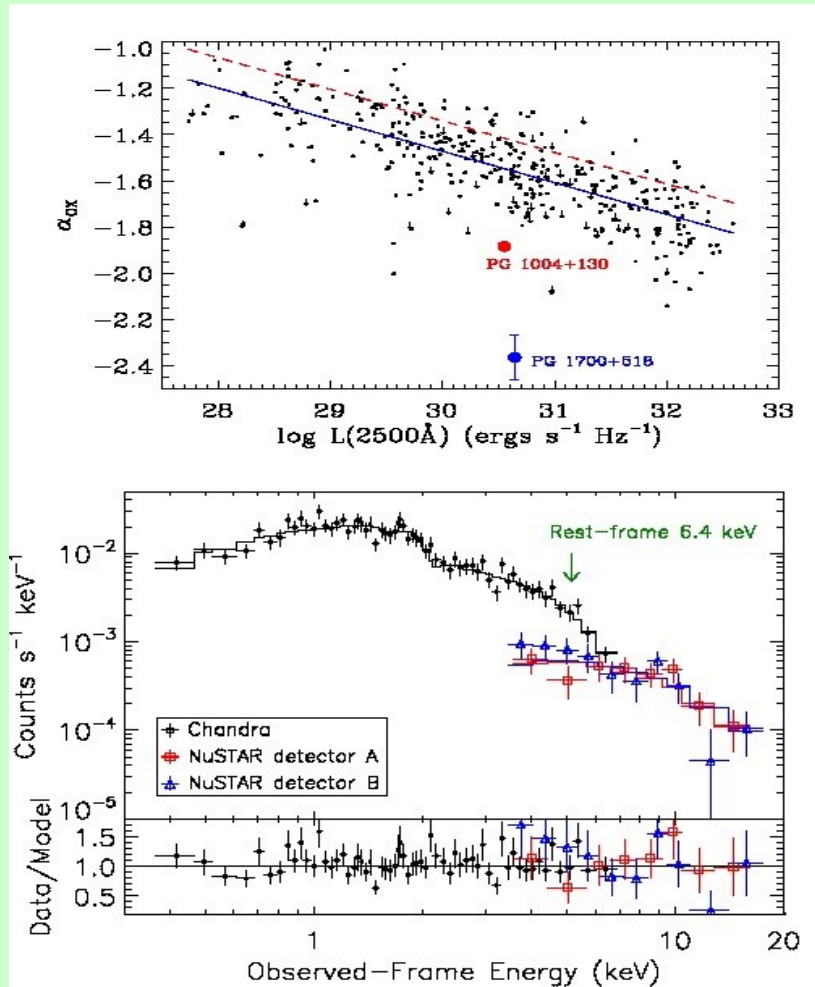 −1.0
−1.2
−1.4
−1.6
−1.8
−2.0
−2.2
−2.4
αOX
PG 1004+130
PG 1700+518
28 29 30 31 32 33
log L(2500Å) (ergs s⁻¹ Hz⁻¹)
10⁻²
10⁻³
10⁻⁴
10⁻⁵
Counts s⁻¹ keV⁻¹
Rest−frame 6.4 keV
Chandra
NuSTAR detector A
NuSTAR detector B
1.5
1.0
0.5
Data/Model
1 10 20
Observed−Frame Energy (keV)